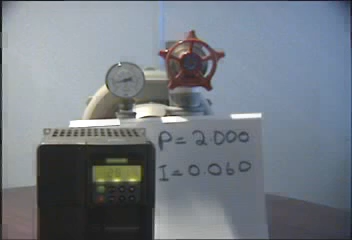 P = 2.000
I = 0.060